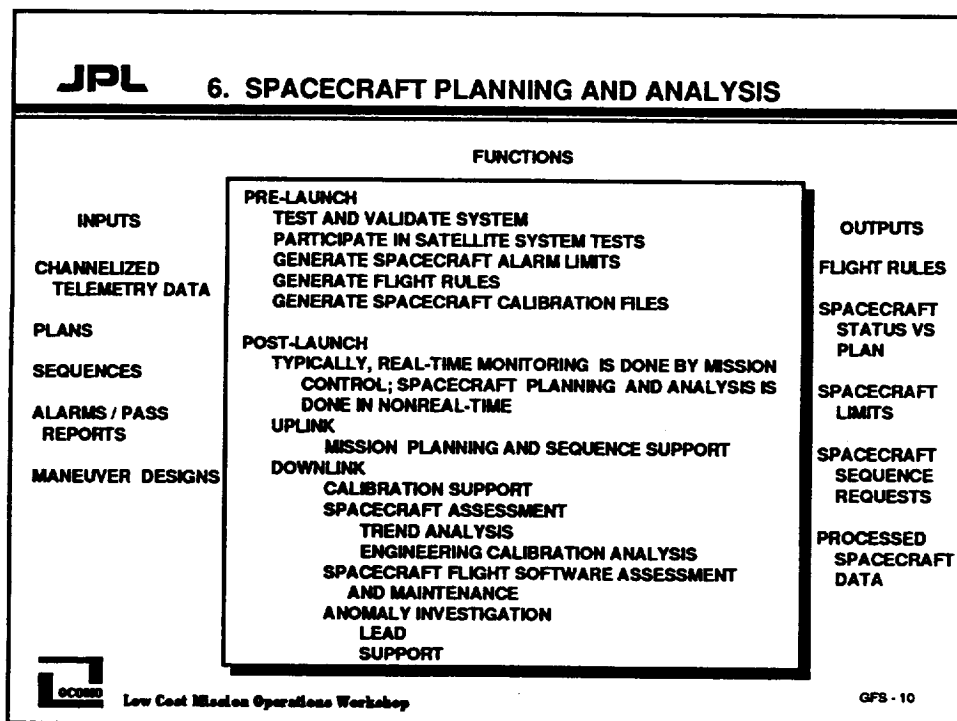 JPL
6. SPACECRAFT PLANNING AND ANALYSIS
FUNCTIONS
INPUTS
CHANNELIZED
TELEMETRY DATA
PLANS
SEQUENCES
ALARMS / PASS
REPORTS
MANEUVER DESIGNS
PRE-LAUNCH
TEST AND VALIDATE SYSTEM
PARTICIPATE IN SATELLITE SYSTEM TESTS
GENERATE SPACECRAFT ALARM LIMITS
GENERATE FLIGHT RULES
GENERATE SPACECRAFT CALIBRATION FILES
POST-LAUNCH
TYPICALLY, REAL-TIME MONITORING IS DONE BY MISSION
CONTROL; SPACECRAFT PLANNING AND ANALYSIS IS
DONE IN NONREAL-TIME
UPLINK
MISSION PLANNING AND SEQUENCE SUPPORT
DOWNLINK
CALIBRATION SUPPORT
SPACECRAFT ASSESSMENT
TREND ANALYSIS
ENGINEERING CALIBRATION ANALYSIS
SPACECRAFT FLIGHT SOFTWARE ASSESSMENT
AND MAINTENANCE
ANOMALY INVESTIGATION
LEAD
SUPPORT
OUTPUTS
FLIGHT RULES
SPACECRAFT
STATUS VS
PLAN
SPACECRAFT
LIMITS
SPACECRAFT
SEQUENCE
REQUESTS
PROCESSED
SPACECRAFT
DATA
LOCOMO
Low Cost Mission Operations Workshop
GFS - 10